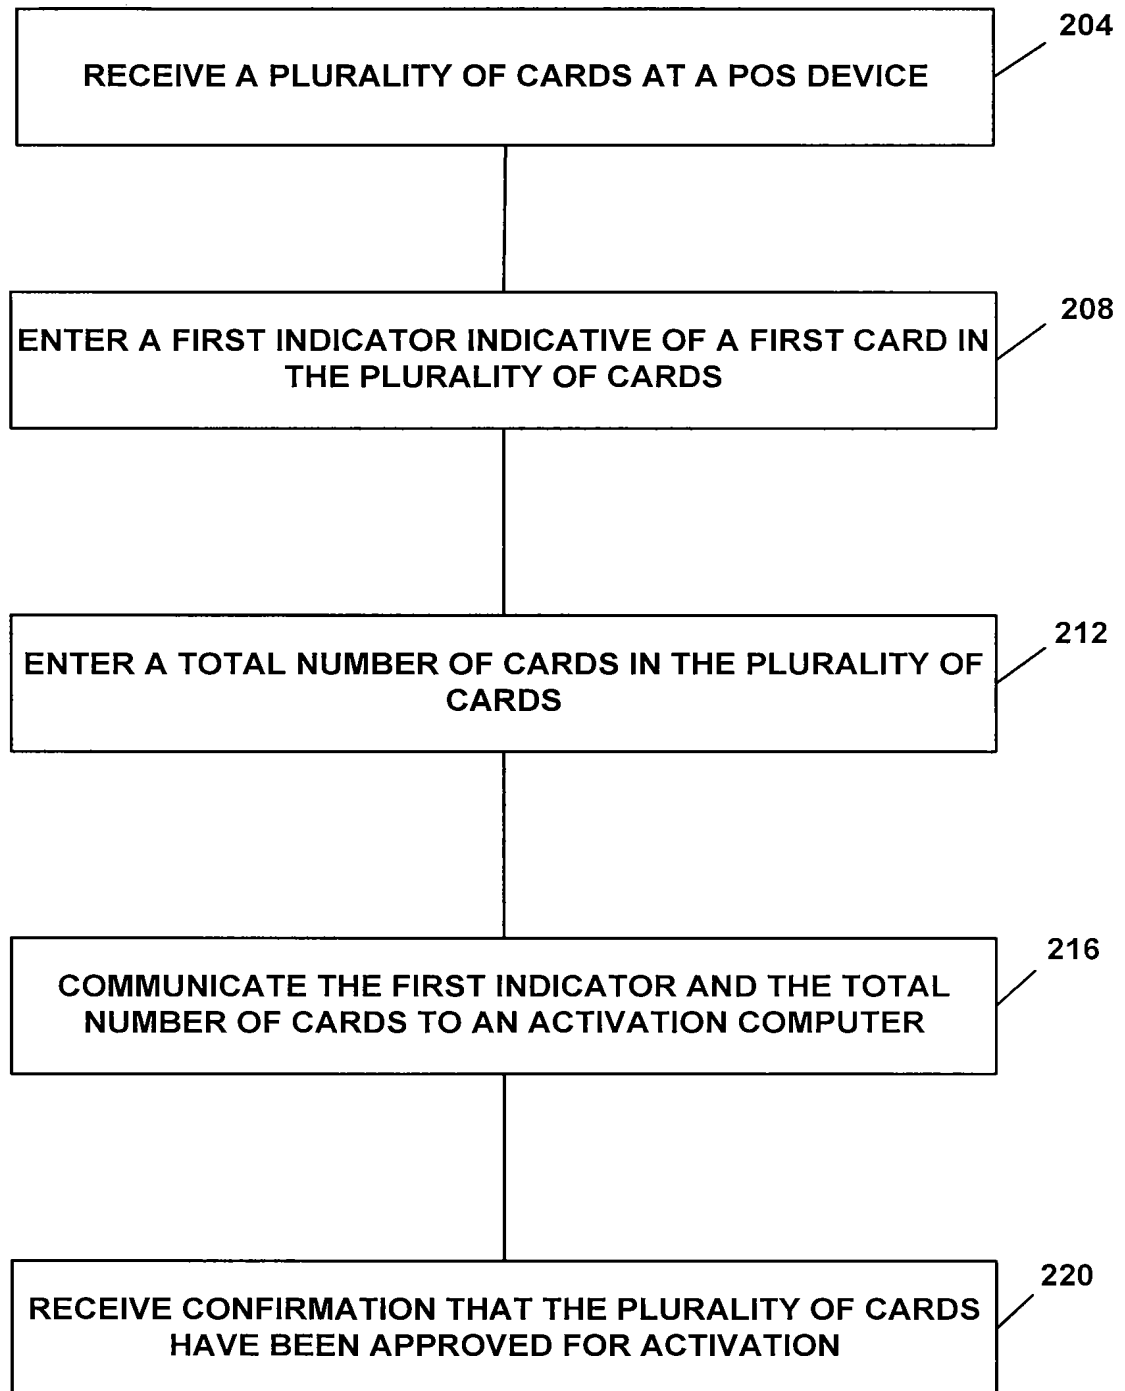 204
RECEIVE A PLURALITY OF CARDS AT A POS DEVICE
208
ENTER A FIRST INDICATOR INDICATIVE OF A FIRST CARD IN
THE PLURALITY OF CARDS
212
ENTER A TOTAL NUMBER OF CARDS IN THE PLURALITY OF
CARDS
216
COMMUNICATE THE FIRST INDICATOR AND THE TOTAL
NUMBER OF CARDS TO AN ACTIVATION COMPUTER
220
RECEIVE CONFIRMATION THAT THE PLURALITY OF CARDS
HAVE BEEN APPROVED FOR ACTIVATION